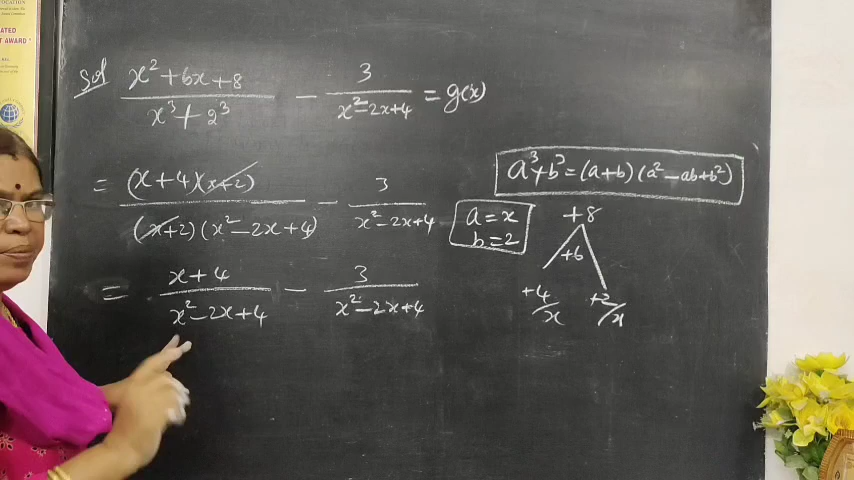 Sol (x² + 6x + 8)/(x³ + 2³) − 3/(x² − 2x + 4) = g(x)
= (x + 4)(x + 2)/(x + 2)(x² − 2x + 4) − 3/(x² − 2x + 4)
= (x + 4)/(x² − 2x + 4) − 3/(x² − 2x + 4)
a³ + b³ = (a + b)(a² − ab + b²)
a = x
b = 2
+8
+6
+4/x +2/x
AWARD"